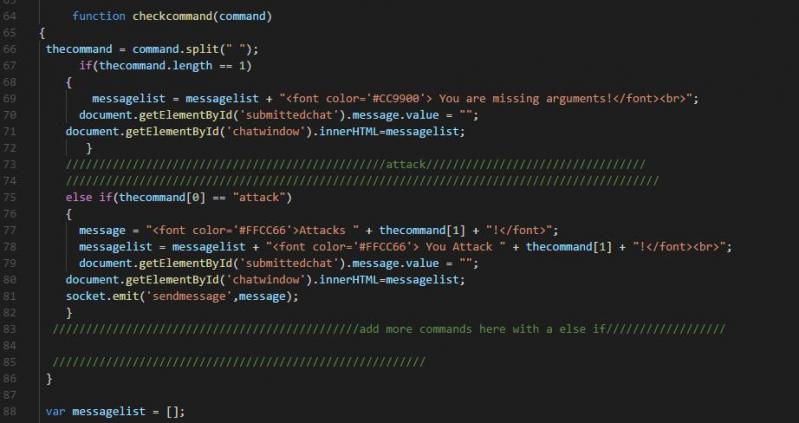 64 function checkcommand(command)
65 {
66 thecommand = command.split(" ");
67 if(thecommand.length == 1)
68 {
69 messagelist = messagelist + "<font color='#CC9900'> You are missing arguments!</font><br>";
70 document.getElementById('submittedchat').message.value = "";
71 document.getElementById('chatwindow').innerHTML=messagelist;
72 }
73 ////////////////////////////////////////////////attack/////////////////////////////////
74 /////////////////////////////////////////////////////////////////////////////////////////
75 else if(thecommand[0] == "attack")
76 {
77 message = "<font color='#FFCC66'>Attacks " + thecommand[1] + "!</font>";
78 messagelist = messagelist + "<font color='#FFCC66'> You Attack " + thecommand[1] + "!</font><br>";
79 document.getElementById('submittedchat').message.value = "";
80 document.getElementById('chatwindow').innerHTML=messagelist;
81 socket.emit('sendmessage',message);
82 }
83 //////////////////////////////////////////////add more commands here with a else if//////////////////
84
85 ////////////////////////////////////////////////////////
86 }
87
88 var messagelist = [];